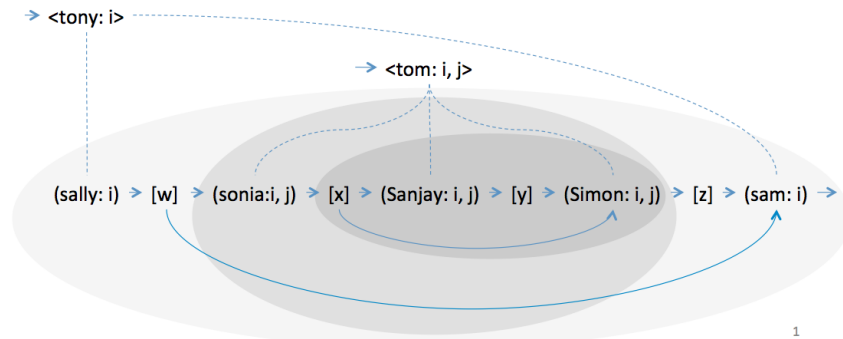 <tony: i>
<tom: i, j>
(sally: i) [w] (sonia:i, j) [x] (Sanjay: i, j) [y] (Simon: i, j) [z] (sam: i)
1